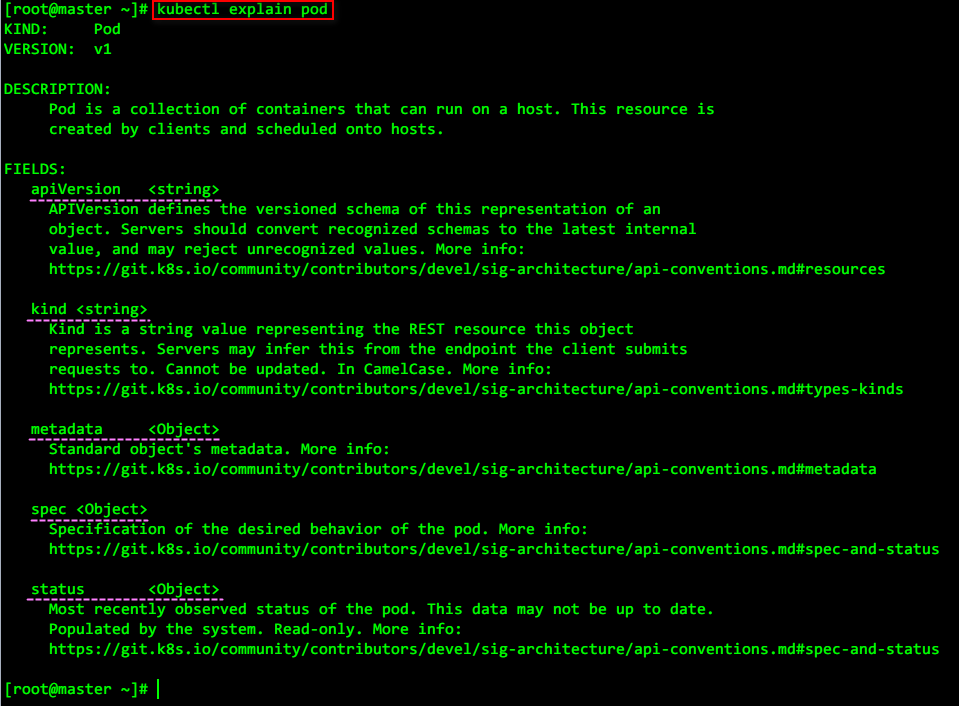 [root@master ~]# kubectl explain pod
KIND:     Pod
VERSION:  v1

DESCRIPTION:
     Pod is a collection of containers that can run on a host. This resource is
     created by clients and scheduled onto hosts.

FIELDS:
   apiVersion   <string>
     APIVersion defines the versioned schema of this representation of an
     object. Servers should convert recognized schemas to the latest internal
     value, and may reject unrecognized values. More info:
     https://git.k8s.io/community/contributors/devel/sig-architecture/api-conventions.md#resources

   kind <string>
     Kind is a string value representing the REST resource this object
     represents. Servers may infer this from the endpoint the client submits
     requests to. Cannot be updated. In CamelCase. More info:
     https://git.k8s.io/community/contributors/devel/sig-architecture/api-conventions.md#types-kinds

   metadata     <Object>
     Standard object's metadata. More info:
     https://git.k8s.io/community/contributors/devel/sig-architecture/api-conventions.md#metadata

   spec <Object>
     Specification of the desired behavior of the pod. More info:
     https://git.k8s.io/community/contributors/devel/sig-architecture/api-conventions.md#spec-and-status

   status       <Object>
     Most recently observed status of the pod. This data may not be up to date.
     Populated by the system. Read-only. More info:
     https://git.k8s.io/community/contributors/devel/sig-architecture/api-conventions.md#spec-and-status

[root@master ~]#